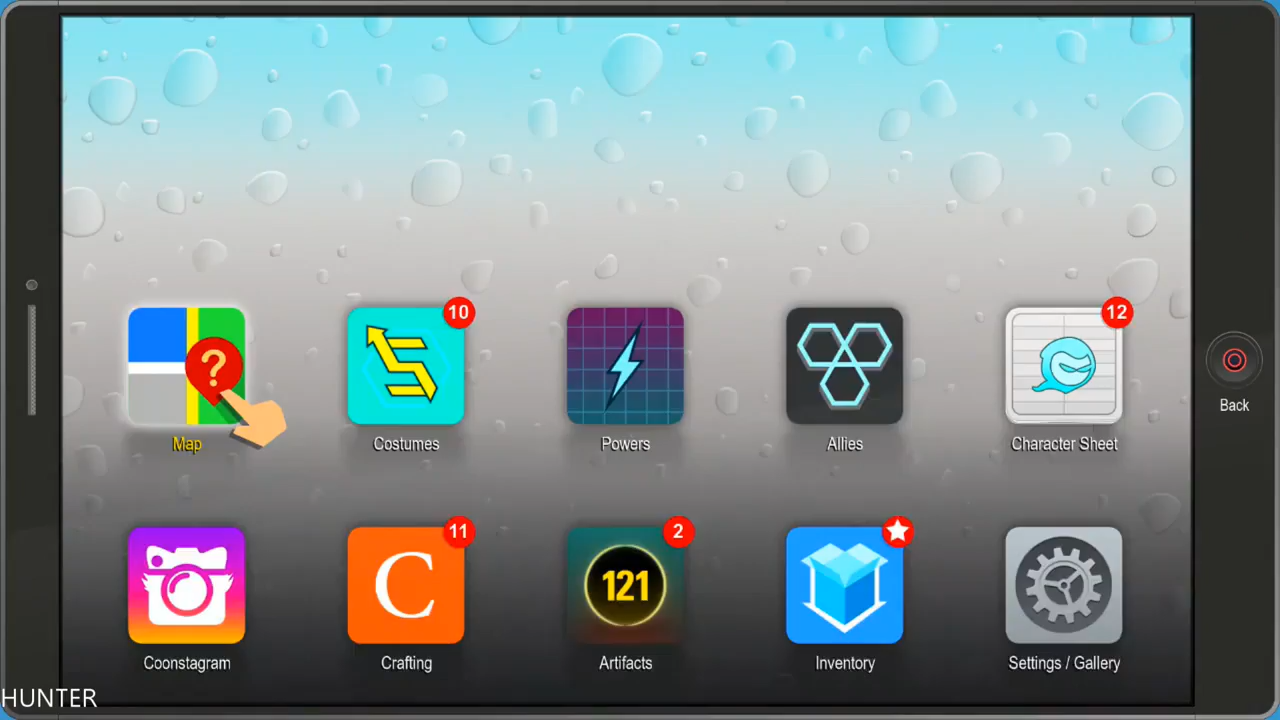 10
12
?
Back
Map
Costumes
Powers
Allies
Character Sheet
11
2
C
121
Coonstagram
Crafting
Artifacts
Inventory
Settings / Gallery
HUNTER